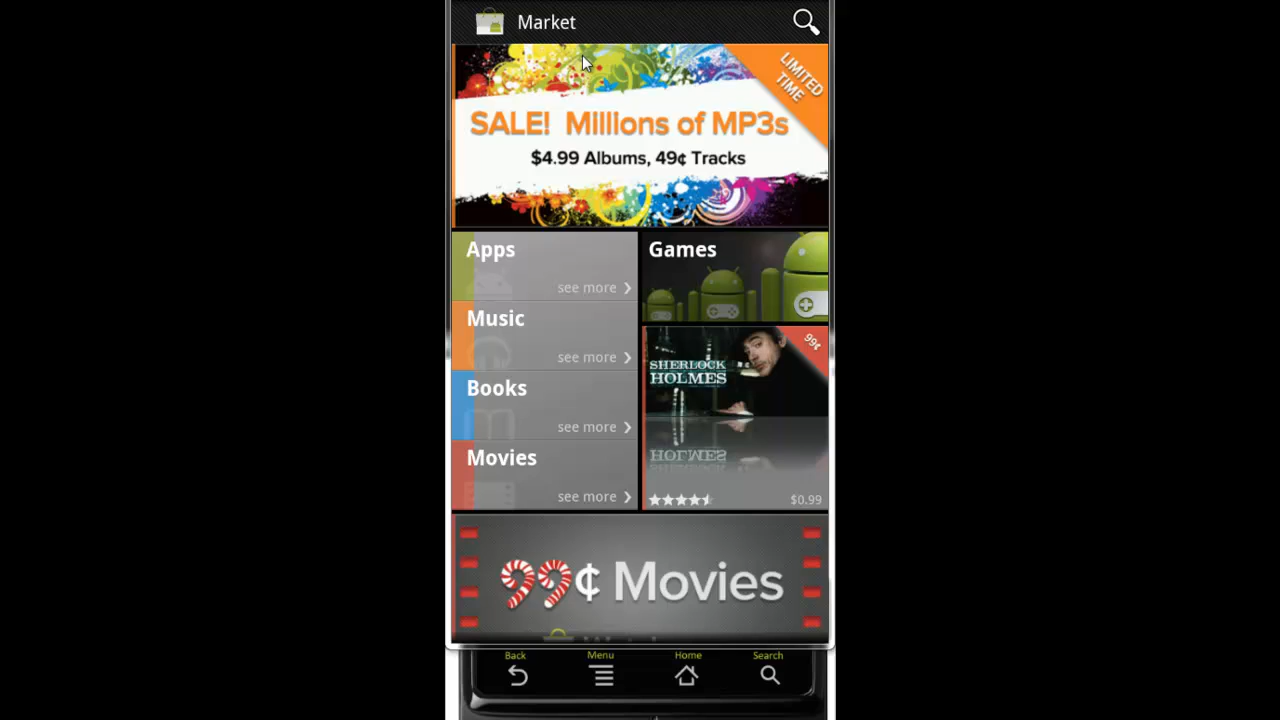 Market
LIMITED
TIME
SALE! Millions of MP3s
$4.99 Albums, 49¢ Tracks
Apps
see more
Games
Music
see more
99¢
SHERLOCK
HOLMES
Books
see more
HOLMES
Movies
see more
$0.99
99¢ Movies
Back
Menu
Home
Search